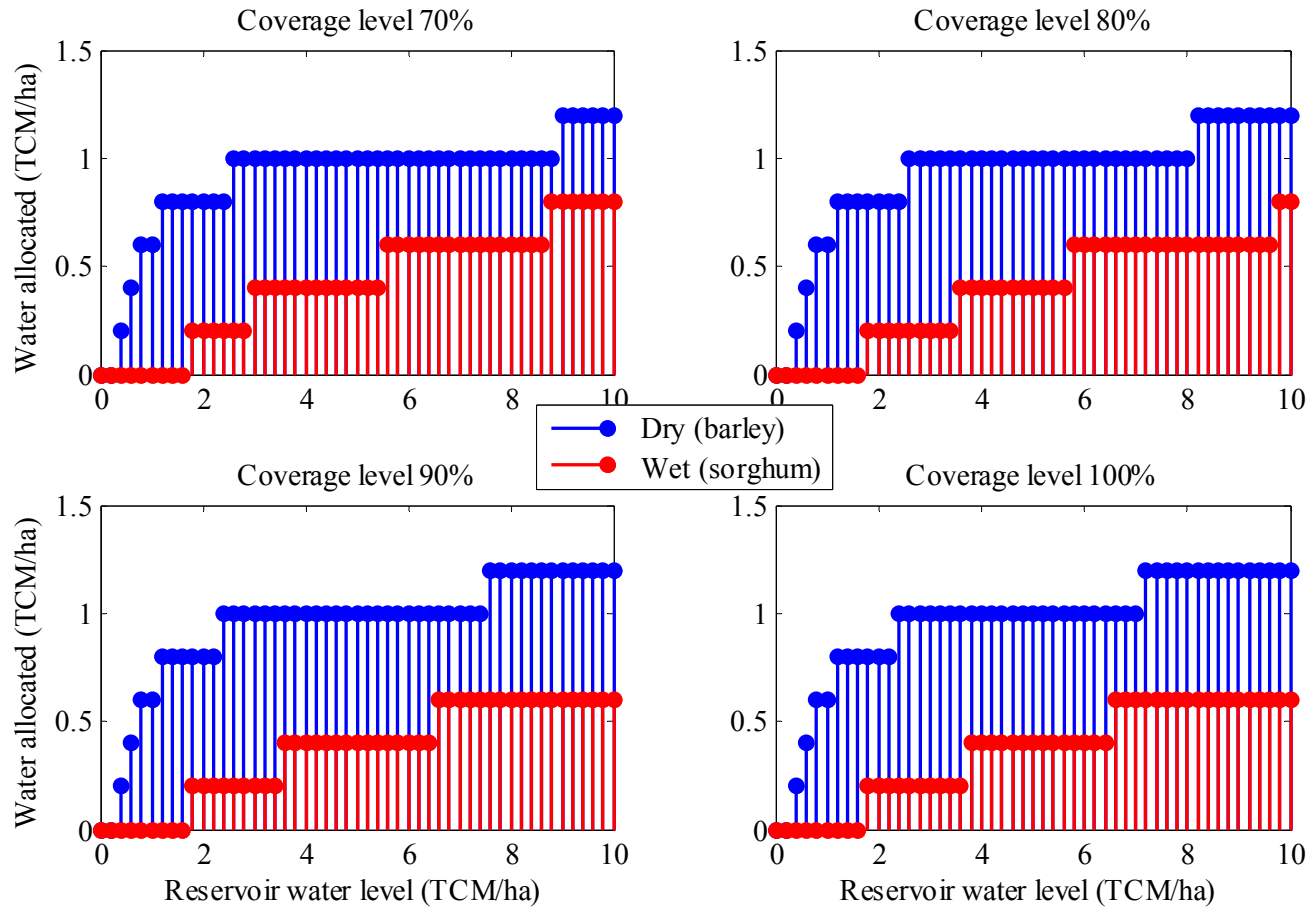 Coverage level 70%
Coverage level 80%
Water allocated (TCM/ha)
1.5
1
0.5
0
0 2 4 6 8 10
1.5
1
0.5
0
0 2 4 6 8 10
Dry (barley)
Wet (sorghum)
Coverage level 90%
Coverage level 100%
Water allocated (TCM/ha)
1.5
1
0.5
0
0 2 4 6 8 10
Reservoir water level (TCM/ha)
1.5
1
0.5
0
0 2 4 6 8 10
Reservoir water level (TCM/ha)